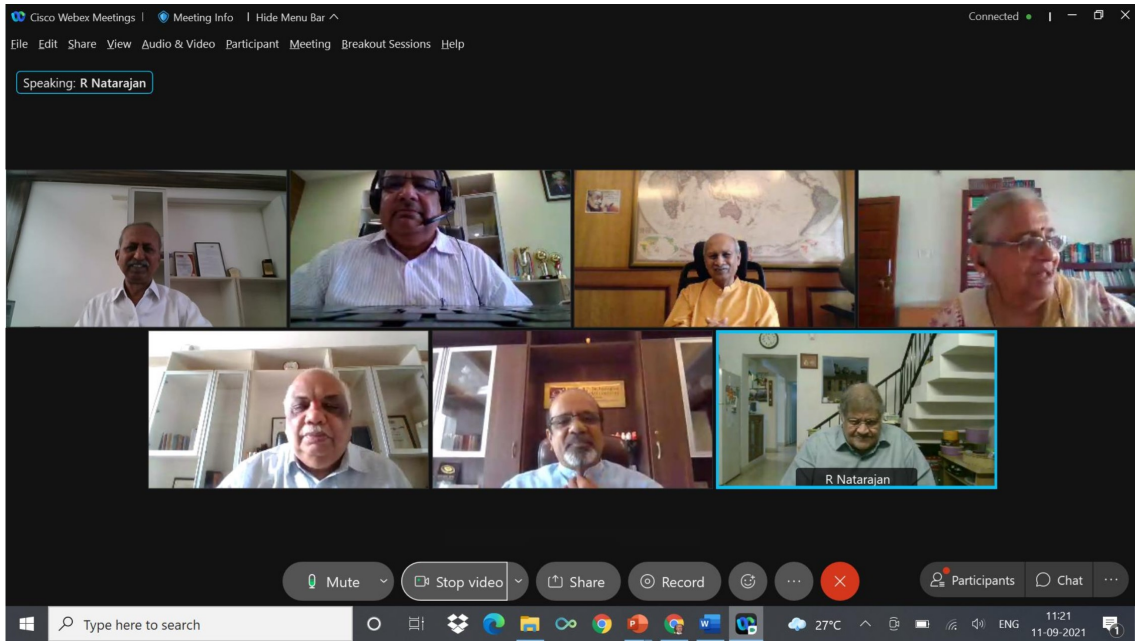 Cisco Webex Meetings | Meeting Info | Hide Menu Bar
Connected
File Edit Share View Audio & Video Participant Meeting Breakout Sessions Help
Speaking: R Natarajan
R Natarajan
Mute
Stop video
Share
Record
Participants
Chat
Type here to search
27°C
ENG
11:21
11-09-2021
1